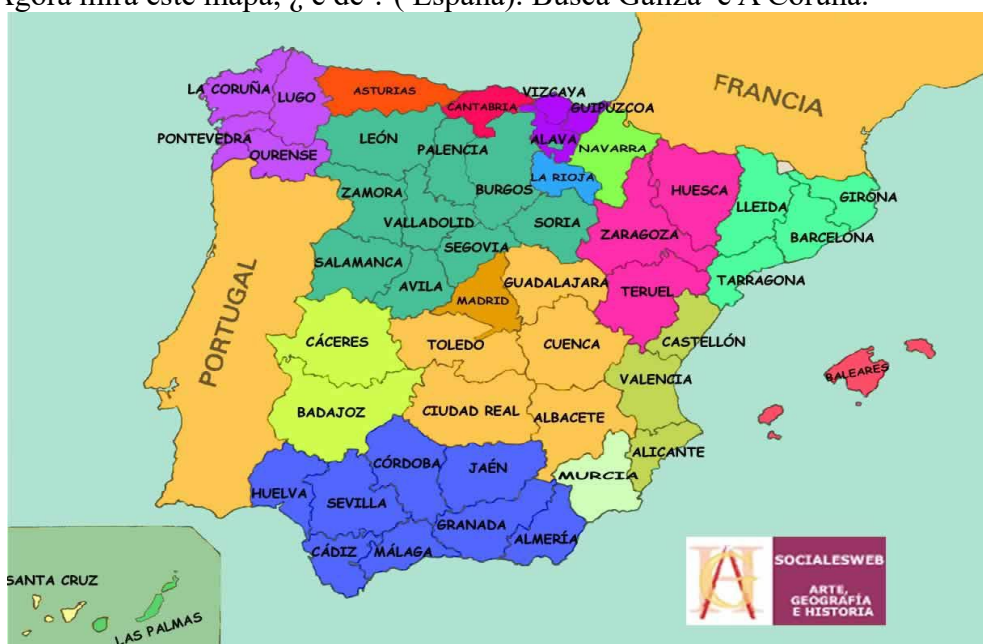 Agora mira este mapa, ¿ é de ? ( España). Busca Galiza e A Coruña.
FRANCIA
LA CORUÑA
LUGO
ASTURIAS
CANTABRIA
VIZCAYA
GUIPUZCOA
PONTEVEDRA
OURENSE
LEÓN
PALENCIA
ALAVA
NAVARRA
LA RIOJA
BURGOS
HUESCA
LLEIDA
GIRONA
ZAMORA
VALLADOLID
SORIA
ZARAGOZA
BARCELONA
SEGOVIA
SALAMANCA
AVILA
GUADALAJARA
TERUEL
TARRAGONA
MADRID
PORTUGAL
CÁCERES
TOLEDO
CUENCA
CASTELLÓN
VALENCIA
BALEARES
BADAJOZ
CIUDAD REAL
ALBACETE
ALICANTE
MURCIA
CÓRDOBA
JAÉN
HUELVA
SEVILLA
GRANADA
ALMERÍA
CÁDIZ
MÁLAGA
SANTA CRUZ
LAS PALMAS
SOCIALESWEB
ARTE,
GEOGRAFÍA
E HISTORIA